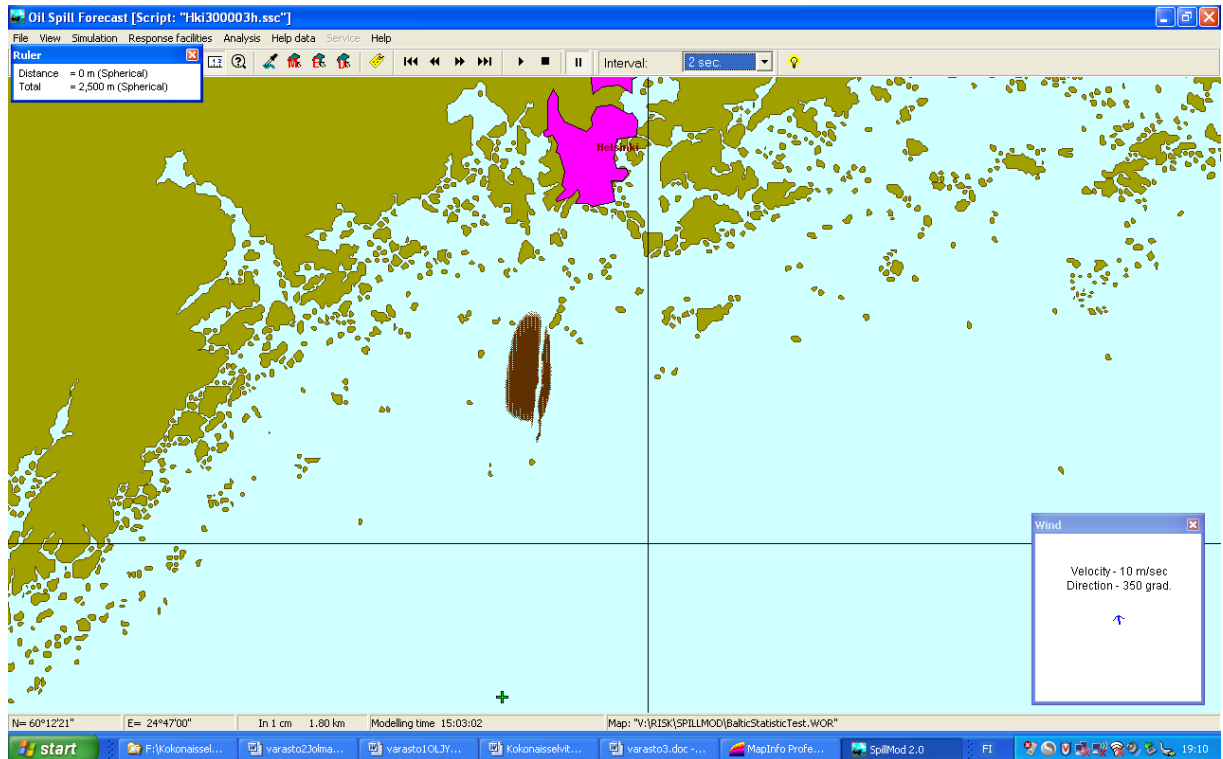 Oil Spill Forecast [Script: "Hki300003h.ssc"]
File View Simulation Response facilities Analysis Help data Service Help
Ruler
Distance = 0 m (Spherical)
Total = 2,500 m (Spherical)
Interval: 2 sec.
Helsinki
Wind
Velocity - 10 m/sec
Direction - 350 grad.
N= 60°12'21" E= 24°47'00" In 1 cm 1.80 km Modelling time 15:03:02 Map: "V:\RISK\SPILLMOD\BalticStatisticTest.WOR"
start F:\Kokonaissel... varasto2Jolma... varasto1OLJY... Kokonaisselvit... varasto3.doc -... MapInfo Profe... SpillMod 2.0 FI 19:10